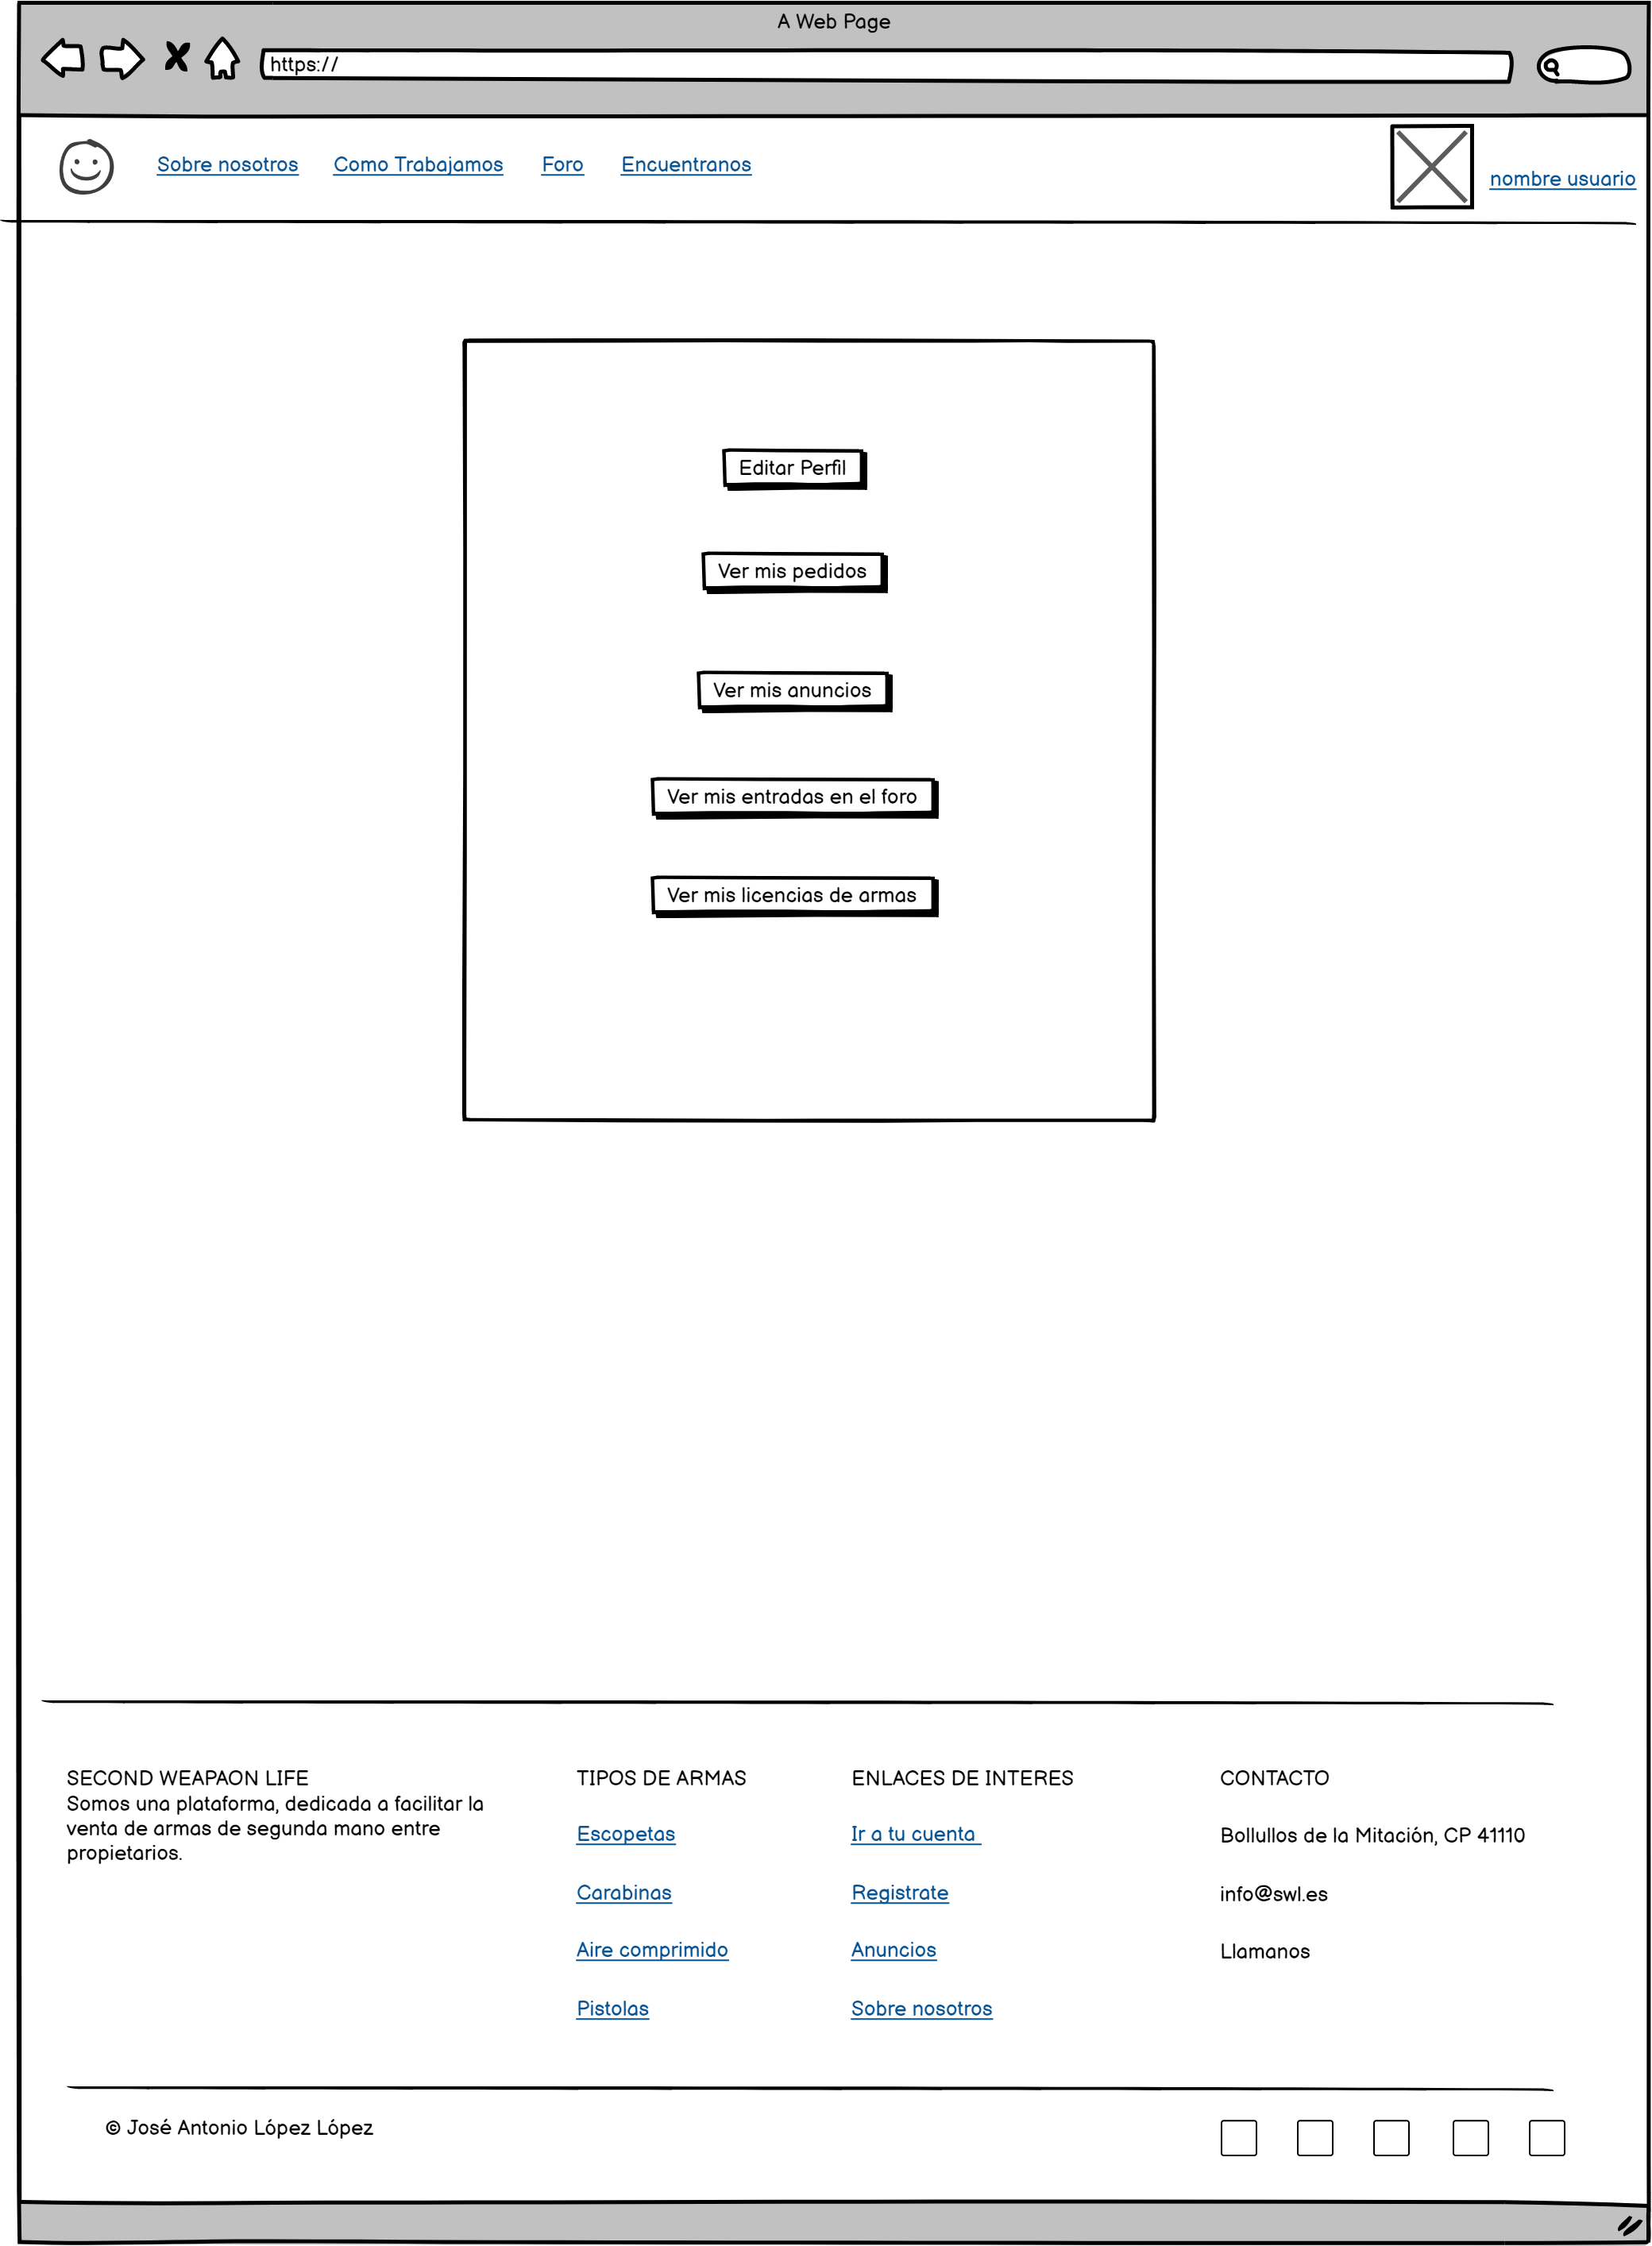 A Web Page
https://
Sobre nosotros
Como Trabajamos
Foro
Encuentranos
nombre usuario
Editar Perfil
Ver mis pedidos
Ver mis anuncios
Ver mis entradas en el foro
Ver mis licencias de armas
SECOND WEAPAON LIFE
Somos una plataforma, dedicada a facilitar la
venta de armas de segunda mano entre
propietarios.
TIPOS DE ARMAS
Escopetas
Carabinas
Aire comprimido
Pistolas
ENLACES DE INTERES
Ir a tu cuenta
Registrate
Anuncios
Sobre nosotros
CONTACTO
Bollullos de la Mitación, CP 41110
info@swl.es
Llamanos
© José Antonio López López